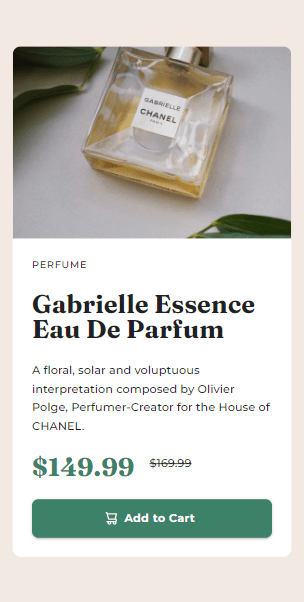 GABRIELLE
CHANEL
PARIS
PERFUME
Gabrielle Essence
Eau De Parfum
A floral, solar and voluptuous
interpretation composed by Olivier
Polge, Perfumer-Creator for the House of
CHANEL.
$149.99 $169.99
Add to Cart